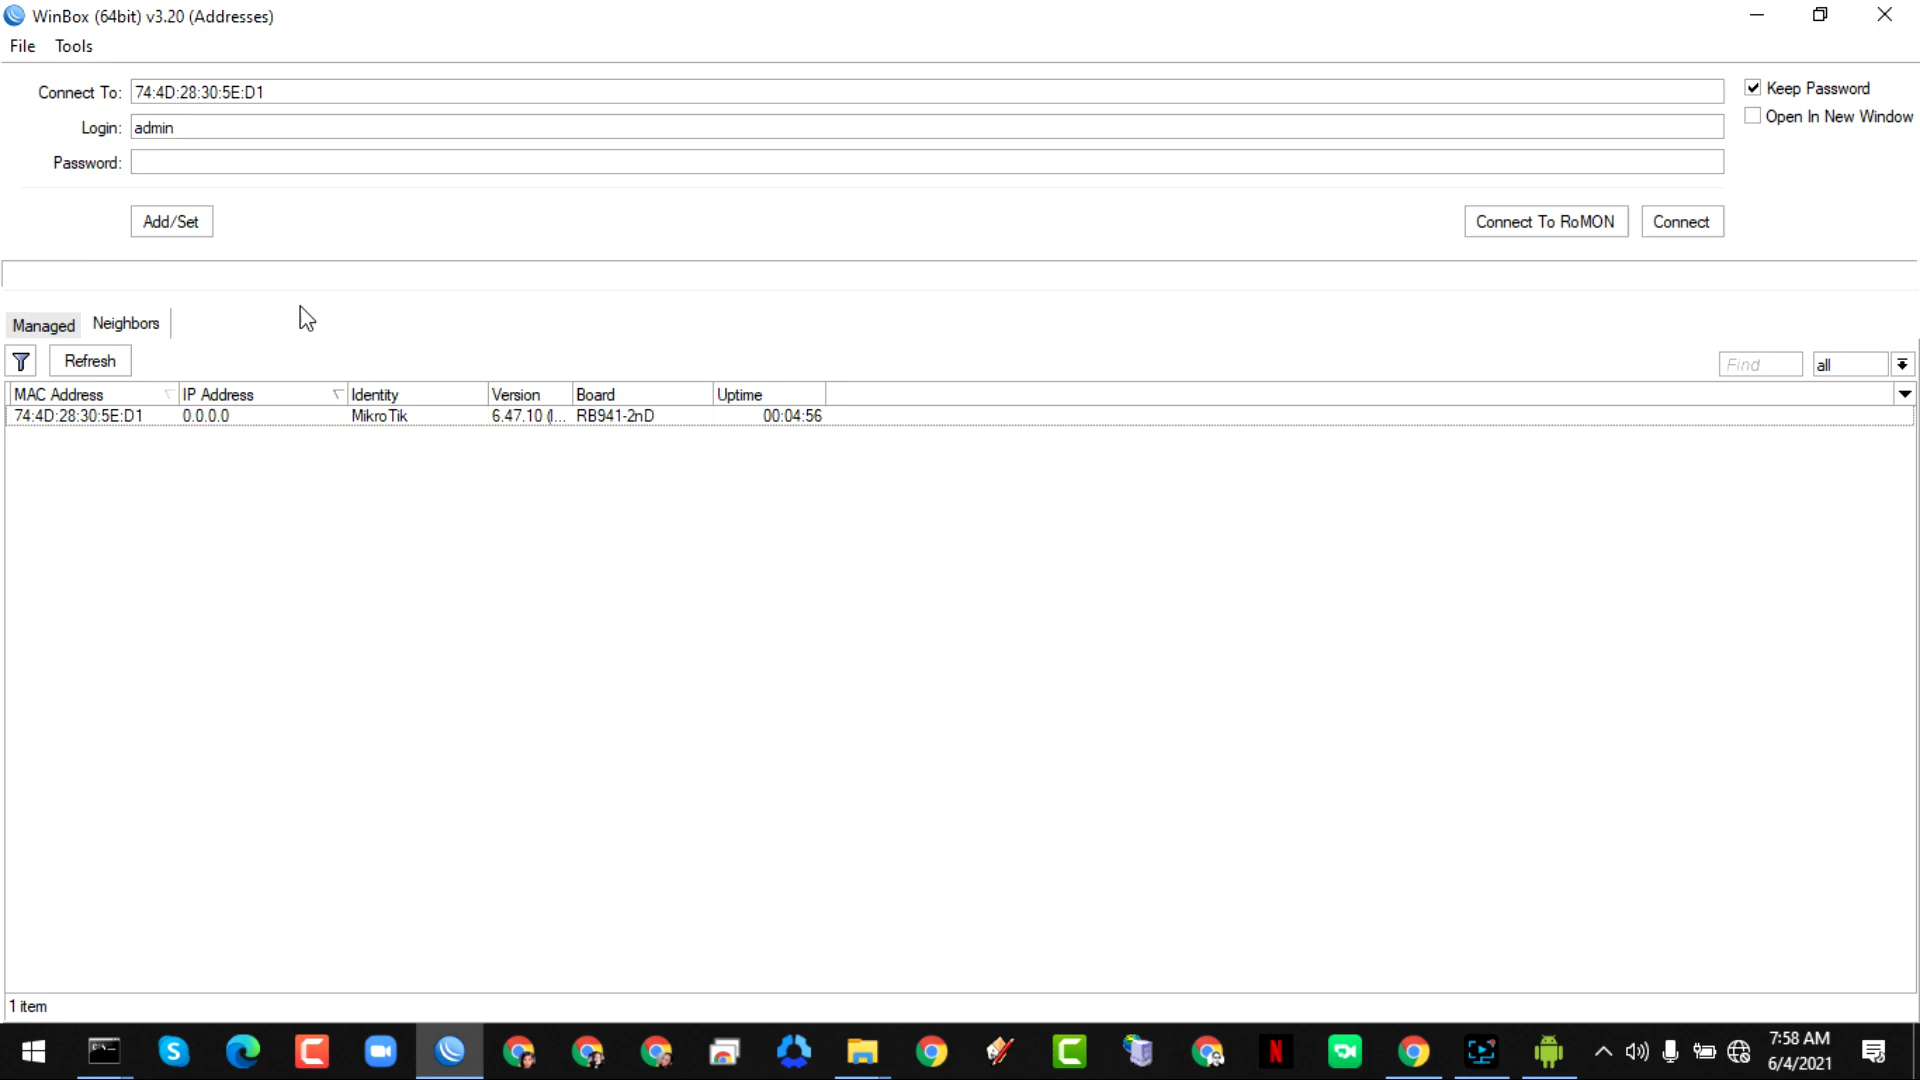 WinBox (64bit) v3.20 (Addresses)
File Tools
Connect To: 74:4D:28:30:5E:D1
Keep Password
Open In New Window
Login: admin
Password:
Add/Set
Connect To RoMON Connect
Managed Neighbors
Refresh
Find all
MAC Address IP Address Identity Version Board Uptime
74:4D:28:30:5E:D1 0.0.0.0 MikroTik 6.47.10 (l... RB941-2nD 00:04:56
1 item
7:58 AM
6/4/2021